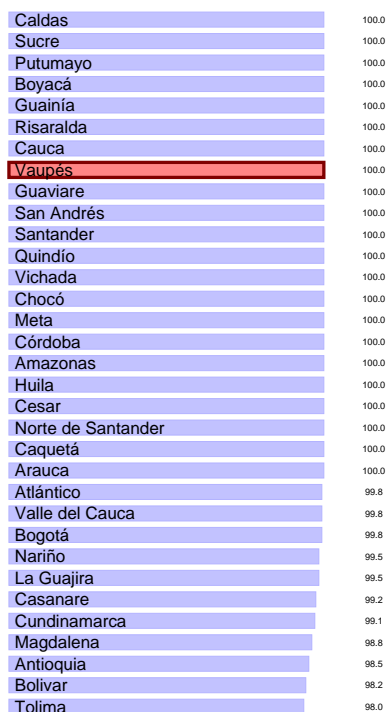 Caldas 100.0
Sucre 100.0
Putumayo 100.0
Boyacá 100.0
Guainía 100.0
Risaralda 100.0
Cauca 100.0
Vaupés 100.0
Guaviare 100.0
San Andrés 100.0
Santander 100.0
Quindío 100.0
Vichada 100.0
Chocó 100.0
Meta 100.0
Córdoba 100.0
Amazonas 100.0
Huila 100.0
Cesar 100.0
Norte de Santander 100.0
Caquetá 100.0
Arauca 100.0
Atlántico 99.8
Valle del Cauca 99.8
Bogotá 99.8
Nariño 99.5
La Guajira 99.5
Casanare 99.2
Cundinamarca 99.1
Magdalena 98.8
Antioquia 98.5
Bolivar 98.2
Tolima 98.0